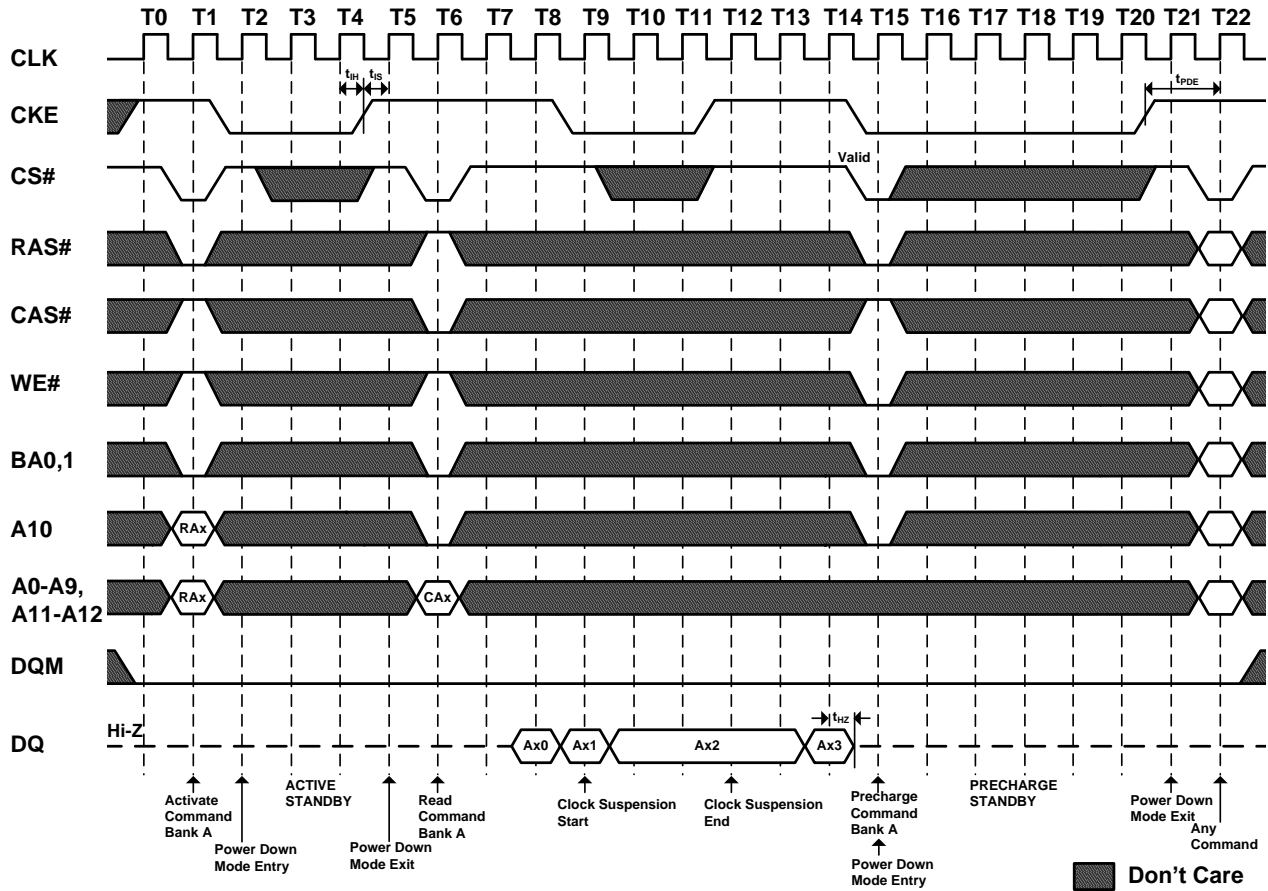 T0 T1 T2 T3 T4 T5 T6 T7 T8 T9 T10 T11 T12 T13 T14 T15 T16 T17 T18 T19 T20 T21 T22
CLK
tIH tIS tPDE
CKE
Valid
CS#
RAS#
CAS#
WE#
BA0,1
A10 RAx
A0-A9,
A11-A12
RAx CAx
DQM
tHZ
Hi-Z
DQ Ax0 Ax1 Ax2 Ax3
Activate
Command
Bank A
Power Down
Mode Entry
ACTIVE
STANDBY
Power Down
Mode Exit
Read
Command
Bank A
Clock Suspension
Start
Clock Suspension
End
Precharge
Command
Bank A
Power Down
Mode Entry
PRECHARGE
STANDBY
Power Down
Mode Exit
Any
Command
Don't Care